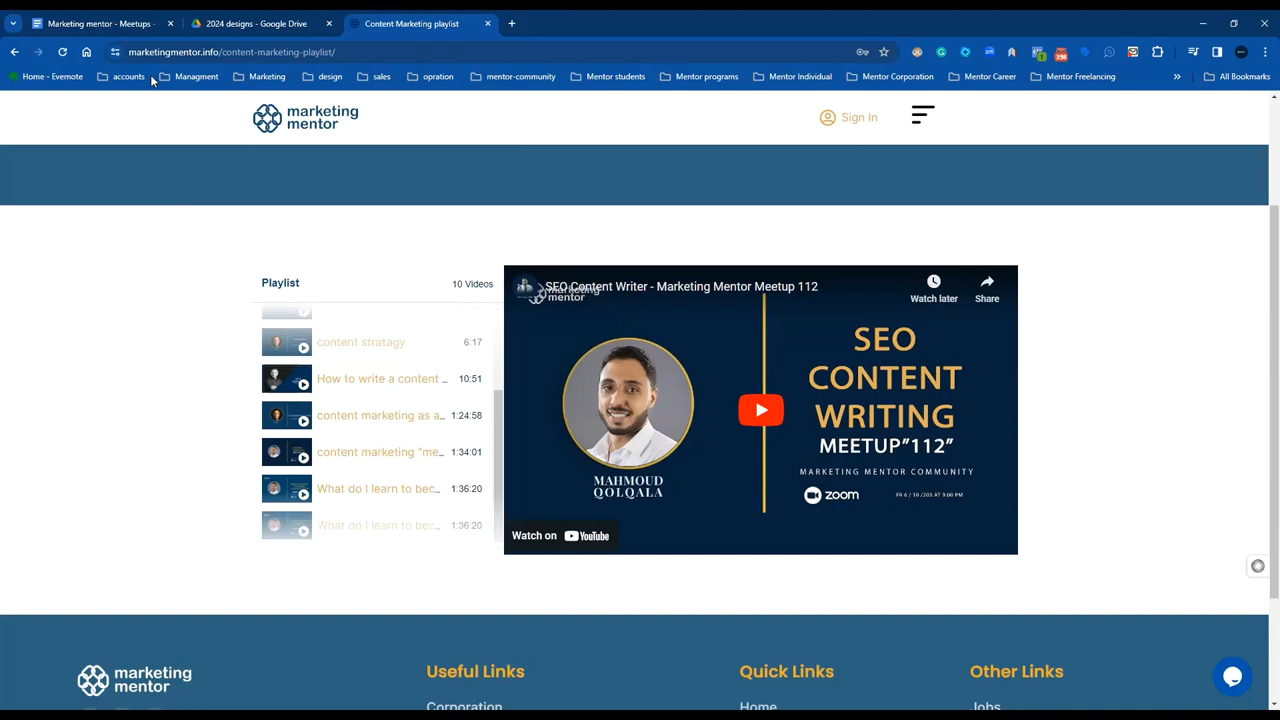 Marketing mentor - Meetups -
2024 designs - Google Drive
Content Marketing playlist
marketingmentor.info/content-marketing-playlist/
Home - Evernote
accounts
Managment
Marketing
design
sales
opration
mentor-community
Mentor students
Mentor programs
Mentor Individual
Mentor Corporation
Mentor Career
Mentor Freelancing
All Bookmarks
marketing
mentor
Sign In
Playlist
10 Videos
content stratagy
6:17
How to write a content ...
10:51
content marketing as a...
1:24:58
content marketing "me...
1:34:01
What do I learn to bec...
1:36:20
What do I learn to bec...
1:36:20
SEO Content Writer - Marketing Mentor Meetup 112
marketing
mentor
Watch later
Share
SEO
CONTENT
WRITING
MEETUP"112"
MARKETING MENTOR COMMUNITY
zoom
MAHMOUD
QOLQALA
Watch on YouTube
marketing
mentor
Useful Links
Corporation
Quick Links
Home
Other Links
Jobs